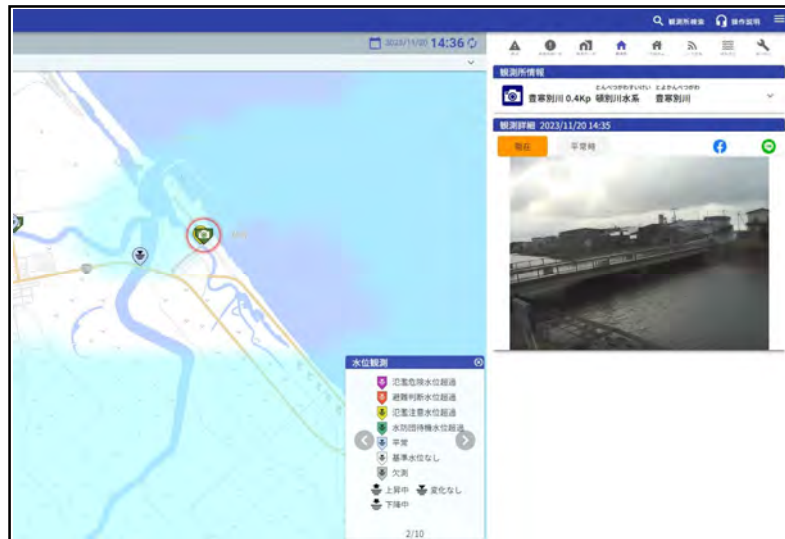 観測所検索 操作説明
2023/11/20 14:36
観測所情報
とんべつがわすいけい とよかんべつがわ
豊寒別川 0.4Kp 頓別川水系 豊寒別川
観測詳細 2023/11/20 14:35
現在 平常時
水位観測
氾濫危険水位超過
避難判断水位超過
氾濫注意水位超過
水防団待機水位超過
平常
基準水位なし
欠測
上昇中 変化なし
下降中
2/10